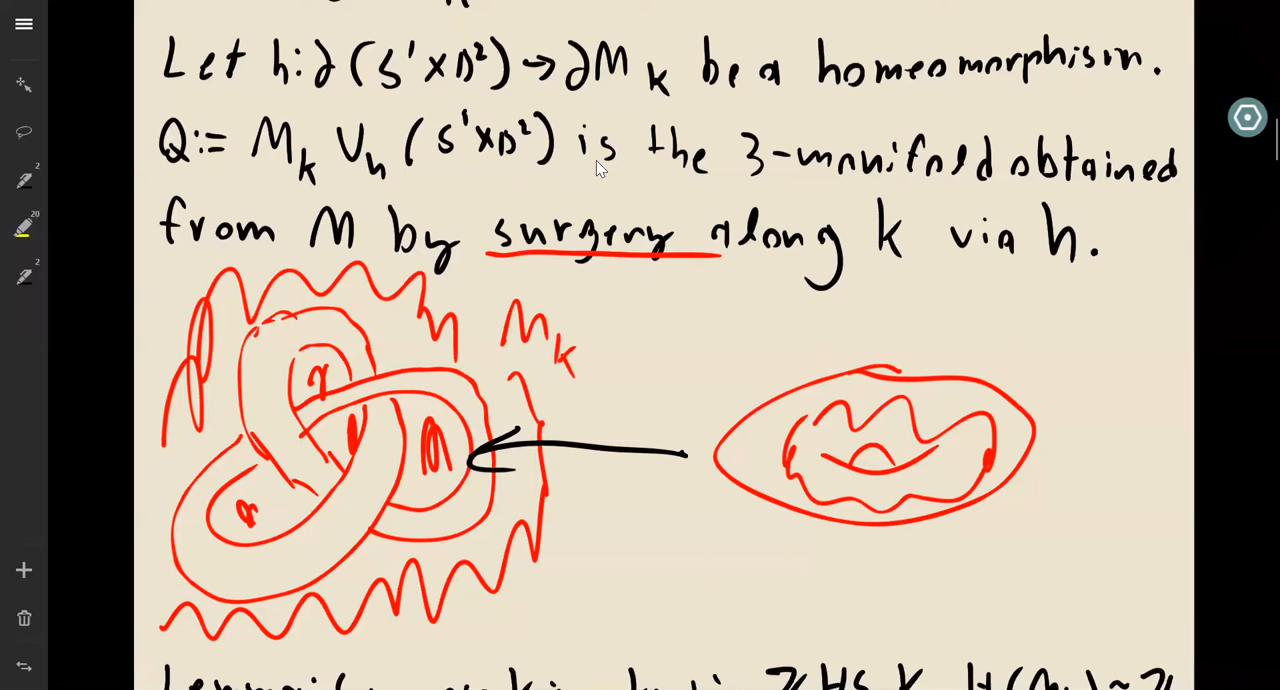 Let h:∂(S¹×D²)→∂M_K be a homeomorphism.
Q:= M_K ∪_h (S¹×D²) is the 3-manifold obtained
from M by surgery along K via h.
M_K